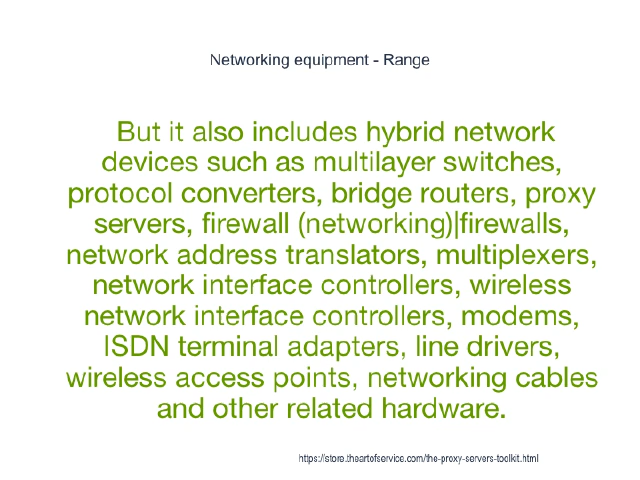 Networking equipment - Range
But it also includes hybrid network
devices such as multilayer switches,
protocol converters, bridge routers, proxy
servers, firewall (networking)|firewalls,
network address translators, multiplexers,
network interface controllers, wireless
network interface controllers, modems,
ISDN terminal adapters, line drivers,
wireless access points, networking cables
and other related hardware.
https://store.theartofservice.com/the-proxy-servers-toolkit.html